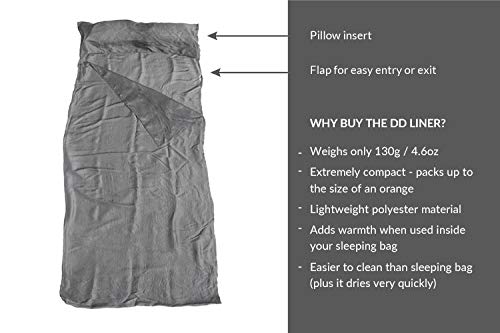 Pillow insert
Flap for easy entry or exit
WHY BUY THE DD LINER?
- Weighs only 130g / 4.6oz
- Extremely compact - packs up to
the size of an orange
- Lightweight polyester material
- Adds warmth when used inside
your sleeping bag
- Easier to clean than sleeping bag
(plus it dries very quickly)